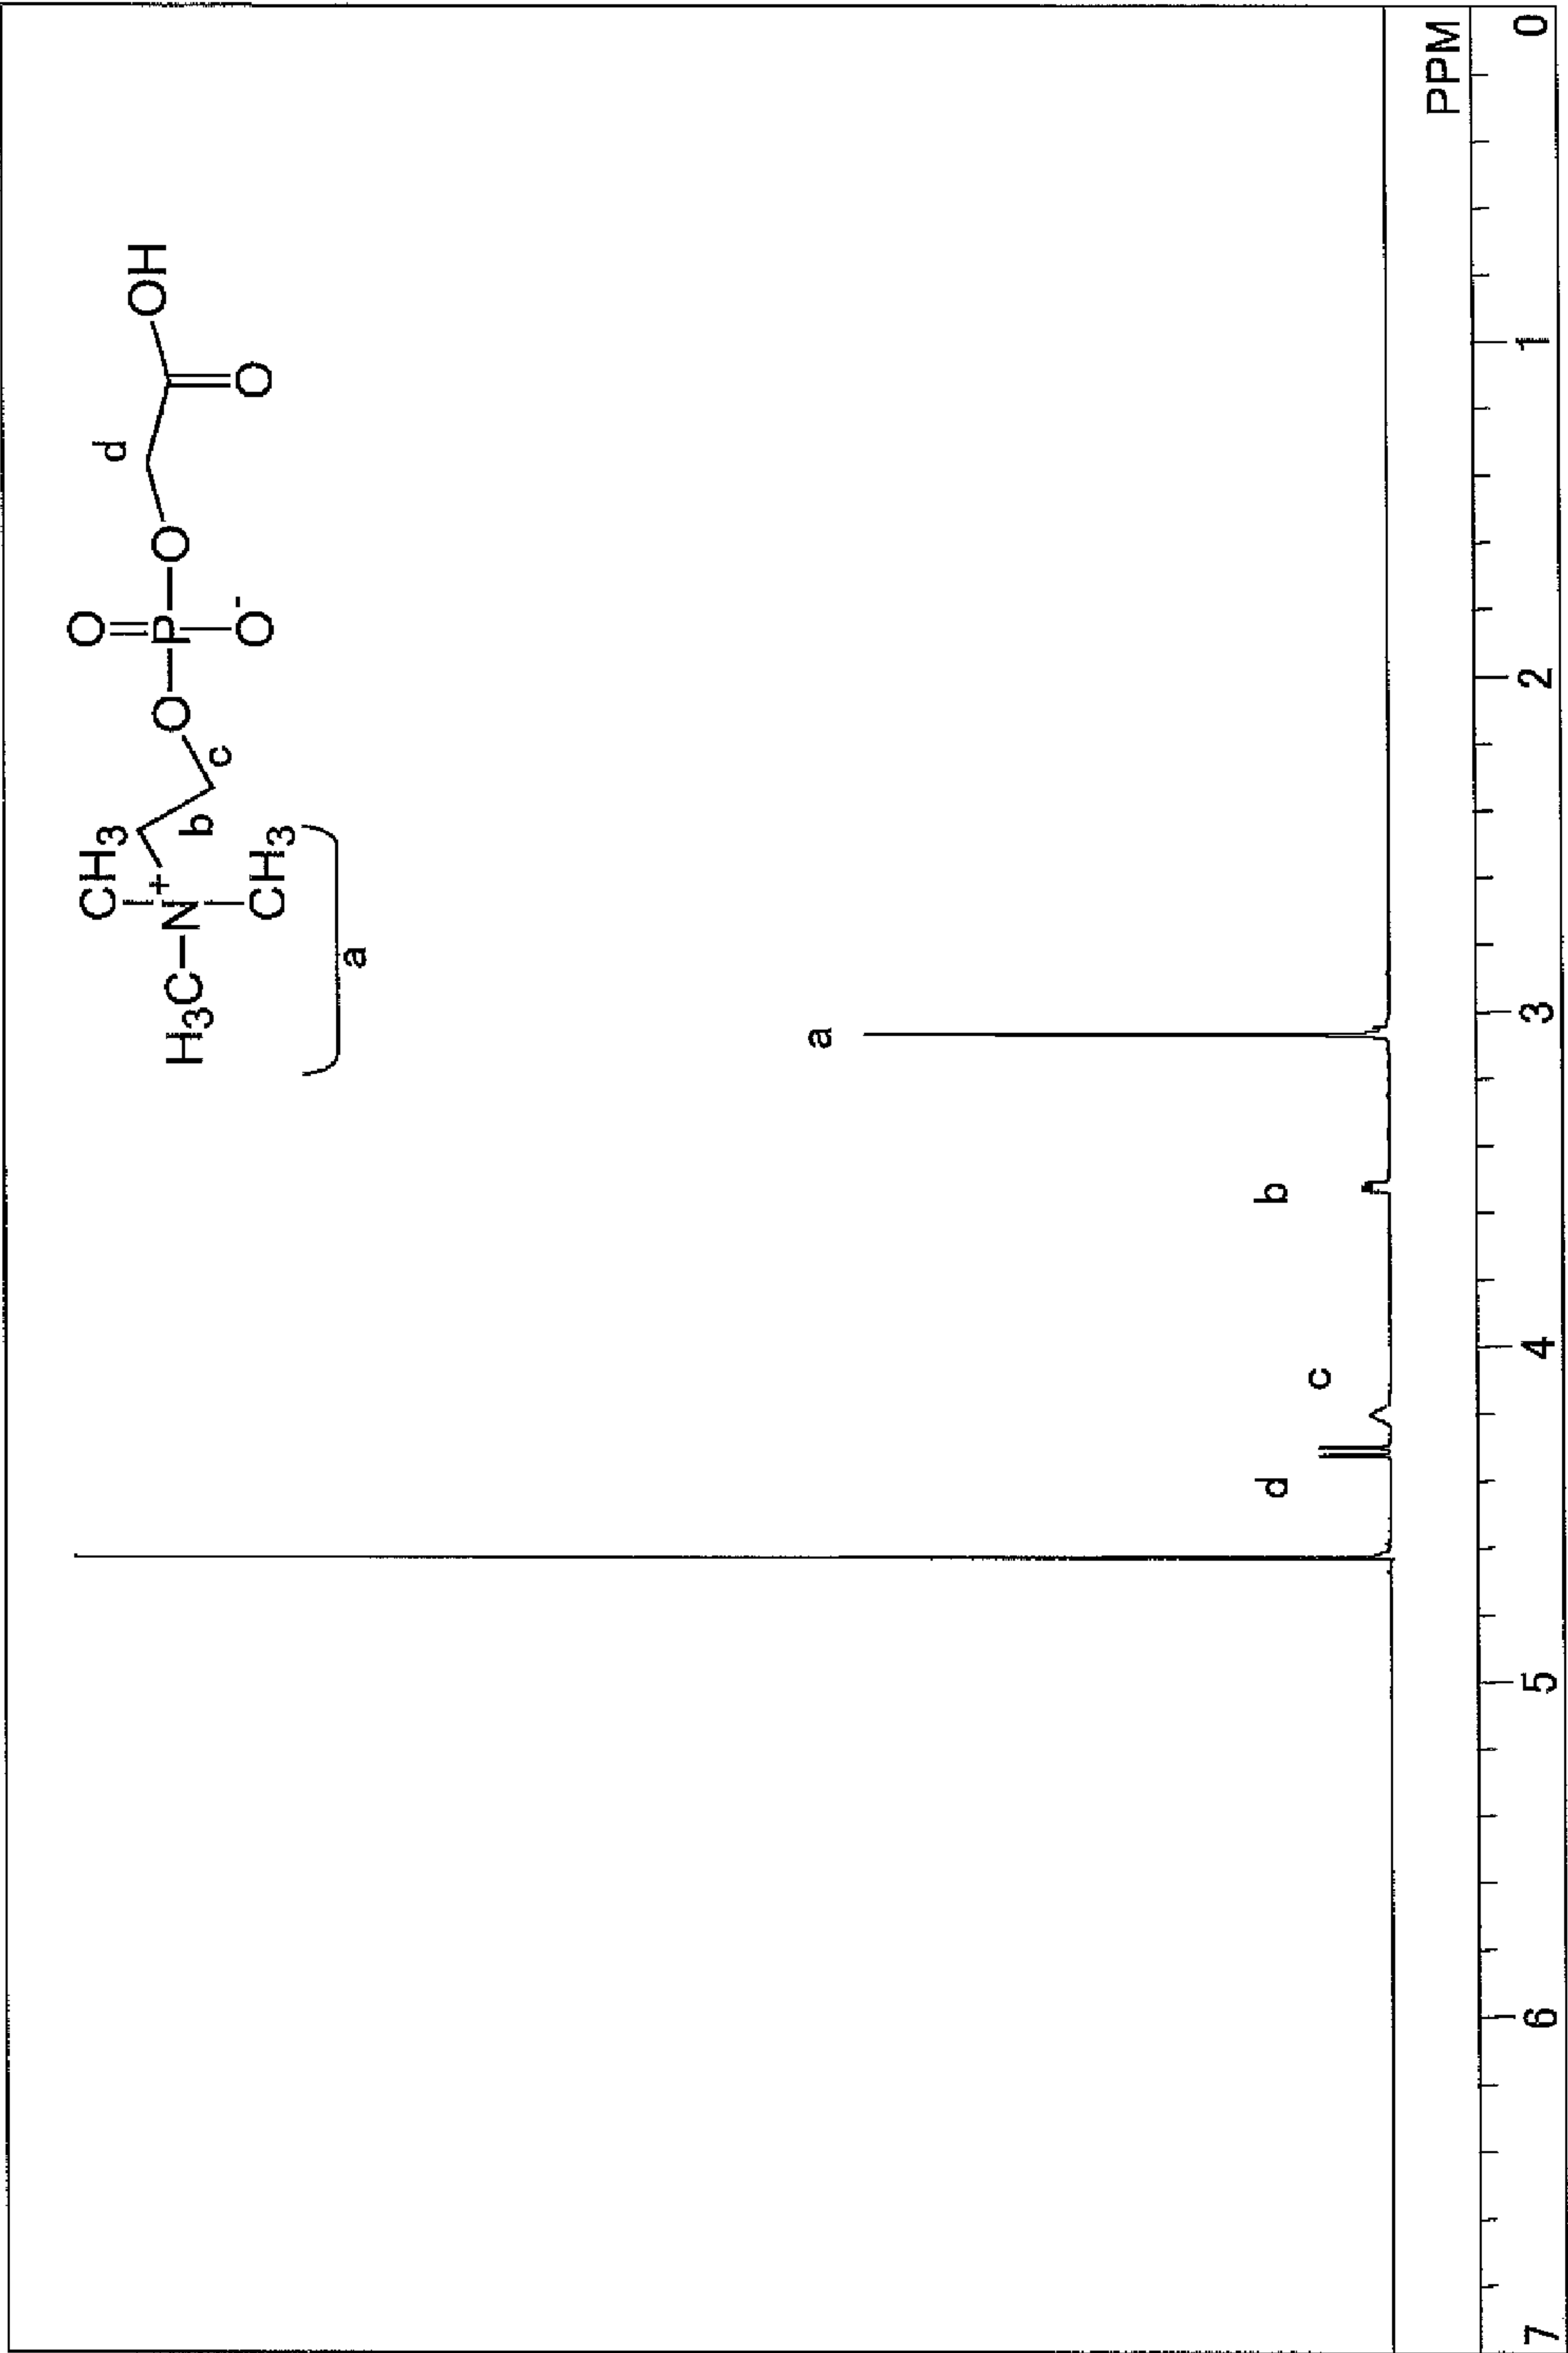 CH3 O d OH
H3C-N+ O P O
b c
CH3 O- O
a
a
d b
c
PPM
7 6 5 4 3 2 1 0